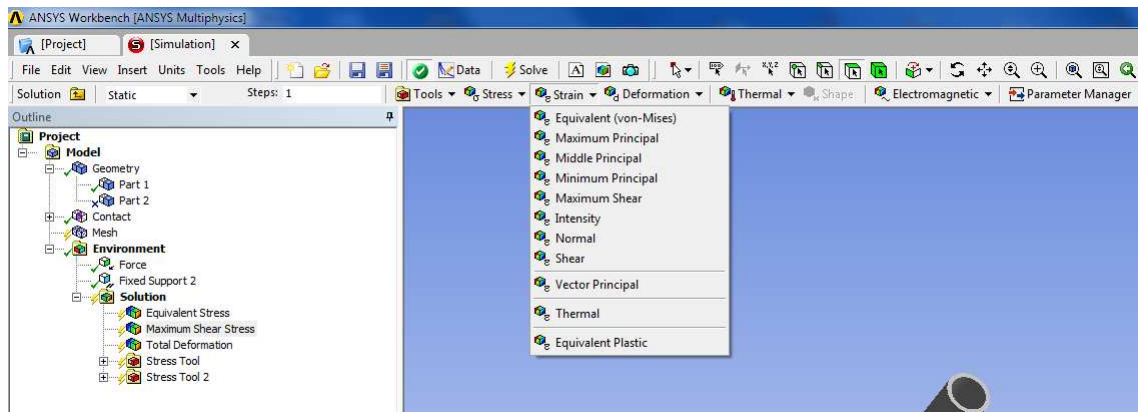 ANSYS Workbench [ANSYS Multiphysics]
[Project] [Simulation]
File Edit View Insert Units Tools Help Data Solve
Solution Static Steps: 1 Tools Stress Strain Deformation Thermal Shape Electromagnetic Parameter Manager
Outline
Project
Model
Geometry
Part 1
Part 2
Contact
Mesh
Environment
Force
Fixed Support 2
Solution
Equivalent Stress
Maximum Shear Stress
Total Deformation
Stress Tool
Stress Tool 2
Equivalent (von-Mises)
Maximum Principal
Middle Principal
Minimum Principal
Maximum Shear
Intensity
Normal
Shear
Vector Principal
Thermal
Equivalent Plastic